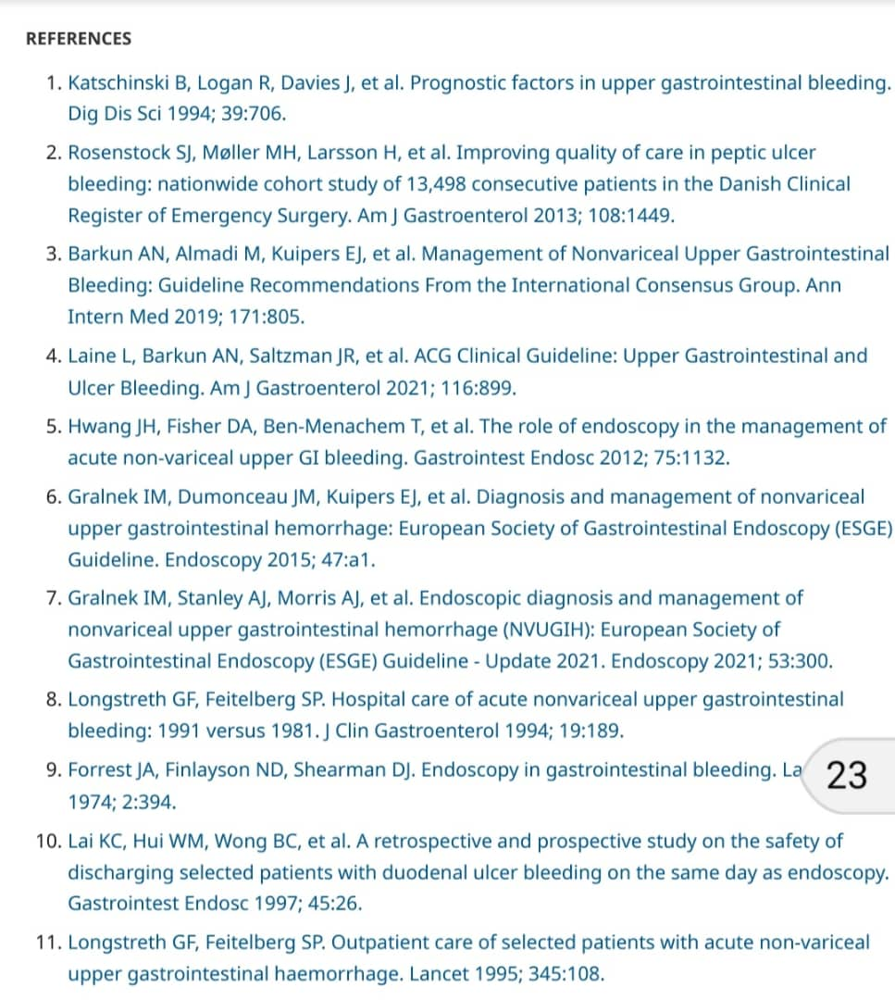 REFERENCES
1. Katschinski B, Logan R, Davies J, et al. Prognostic factors in upper gastrointestinal bleeding.
Dig Dis Sci 1994; 39:706.
2. Rosenstock SJ, Møller MH, Larsson H, et al. Improving quality of care in peptic ulcer
bleeding: nationwide cohort study of 13,498 consecutive patients in the Danish Clinical
Register of Emergency Surgery. Am J Gastroenterol 2013; 108:1449.
3. Barkun AN, Almadi M, Kuipers EJ, et al. Management of Nonvariceal Upper Gastrointestinal
Bleeding: Guideline Recommendations From the International Consensus Group. Ann
Intern Med 2019; 171:805.
4. Laine L, Barkun AN, Saltzman JR, et al. ACG Clinical Guideline: Upper Gastrointestinal and
Ulcer Bleeding. Am J Gastroenterol 2021; 116:899.
5. Hwang JH, Fisher DA, Ben-Menachem T, et al. The role of endoscopy in the management of
acute non-variceal upper GI bleeding. Gastrointest Endosc 2012; 75:1132.
6. Gralnek IM, Dumonceau JM, Kuipers EJ, et al. Diagnosis and management of nonvariceal
upper gastrointestinal hemorrhage: European Society of Gastrointestinal Endoscopy (ESGE)
Guideline. Endoscopy 2015; 47:a1.
7. Gralnek IM, Stanley AJ, Morris AJ, et al. Endoscopic diagnosis and management of
nonvariceal upper gastrointestinal hemorrhage (NVUGIH): European Society of
Gastrointestinal Endoscopy (ESGE) Guideline - Update 2021. Endoscopy 2021; 53:300.
8. Longstreth GF, Feitelberg SP. Hospital care of acute nonvariceal upper gastrointestinal
bleeding: 1991 versus 1981. J Clin Gastroenterol 1994; 19:189.
9. Forrest JA, Finlayson ND, Shearman DJ. Endoscopy in gastrointestinal bleeding. La
23
1974; 2:394.
10. Lai KC, Hui WM, Wong BC, et al. A retrospective and prospective study on the safety of
discharging selected patients with duodenal ulcer bleeding on the same day as endoscopy.
Gastrointest Endosc 1997; 45:26.
11. Longstreth GF, Feitelberg SP. Outpatient care of selected patients with acute non-variceal
upper gastrointestinal haemorrhage. Lancet 1995; 345:108.